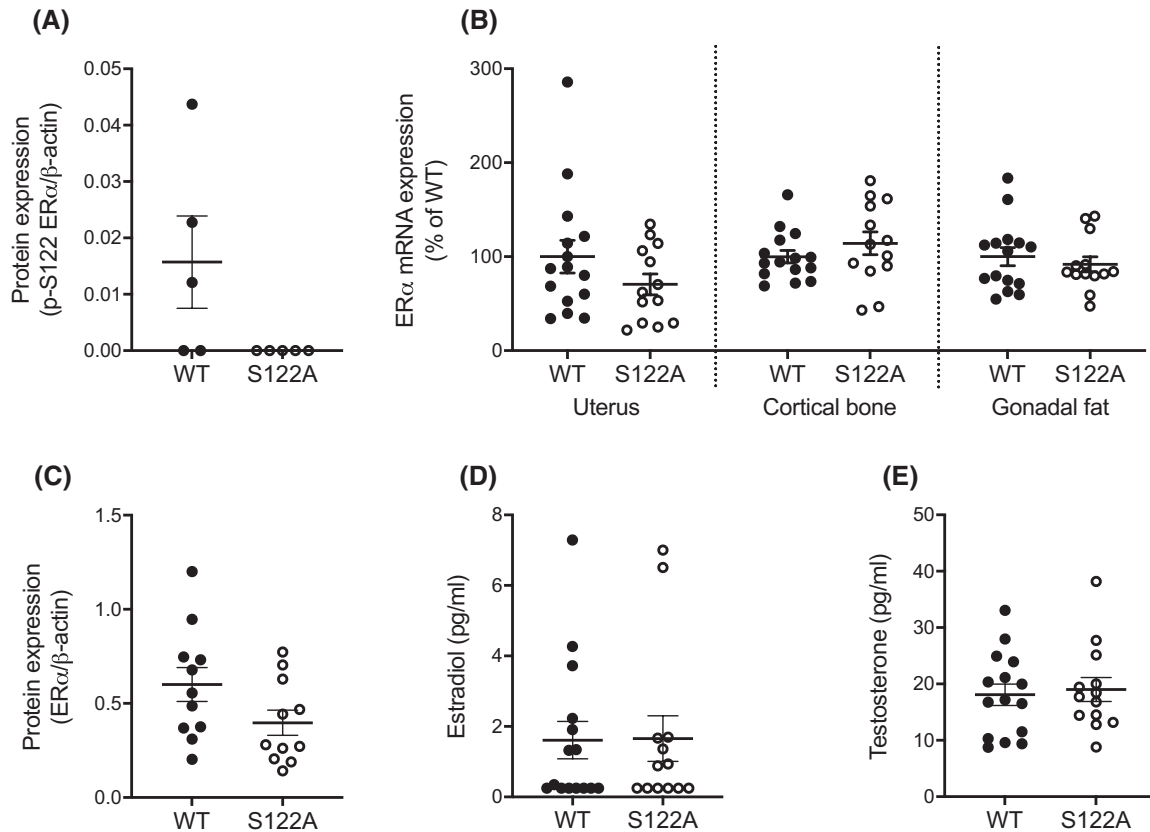 (A)
Protein expression
(p-S122 ERα/β-actin)
0.05
0.04
0.03
0.02
0.01
0.00
WT
S122A
(B)
ERα mRNA expression
(% of WT)
300
200
100
0
WT
S122A
WT
S122A
WT
S122A
Uterus
Cortical bone
Gonadal fat
(C)
Protein expression
(ERα/β-actin)
1.5
1.0
0.5
0.0
WT
S122A
(D)
Estradiol (pg/ml)
8
6
4
2
0
WT
S122A
(E)
Testosterone (pg/ml)
50
40
30
20
10
0
WT
S122A